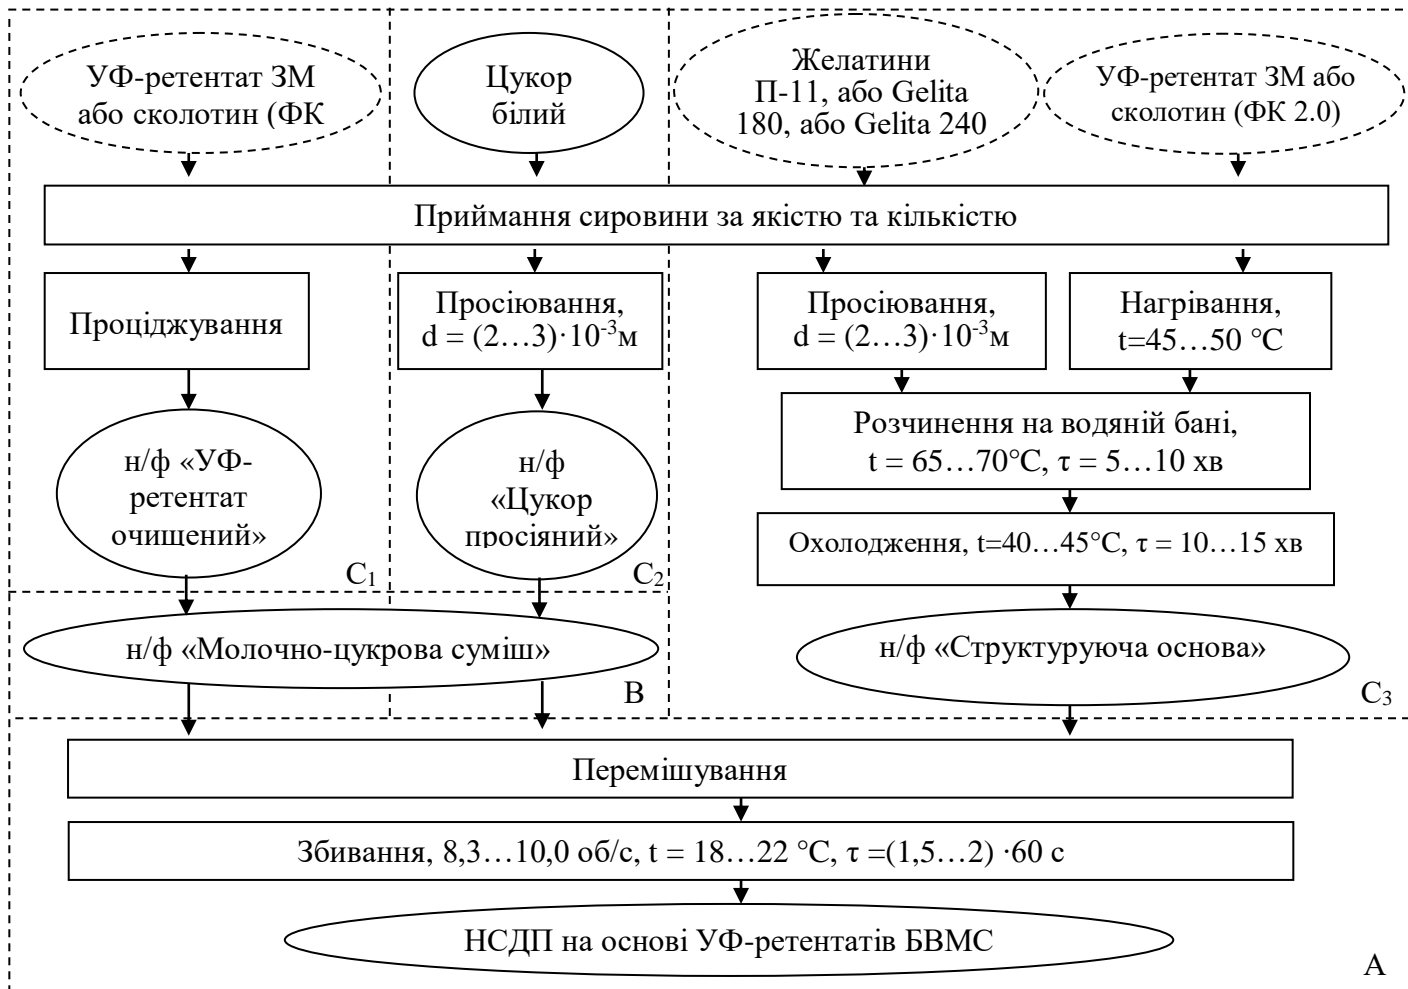 УФ-ретентат ЗМ
або сколотин (ФК
Цукор
білий
Желатини
П-11, або Gelita
180, або Gelita 240
УФ-ретентат ЗМ або
сколотин (ФК 2.0)
Приймання сировини за якістю та кількістю
Проціджування
Просіювання,
d = (2…3)·10⁻³м
Просіювання,
d = (2…3)·10⁻³м
Нагрівання,
t=45…50 °С
Розчинення на водяній бані,
t = 65…70°С, τ = 5…10 хв
н/ф «УФ-
ретентат
очищений»
н/ф
«Цукор
просіяний»
Охолодження, t=40…45°С, τ = 10…15 хв
С₁
С₂
н/ф «Молочно-цукрова суміш»
н/ф «Структуруюча основа»
В
С₃
Перемішування
Збивання, 8,3…10,0 об/с, t = 18…22 °С, τ =(1,5…2) ·60 с
НСДП на основі УФ-ретентатів БВМС
А